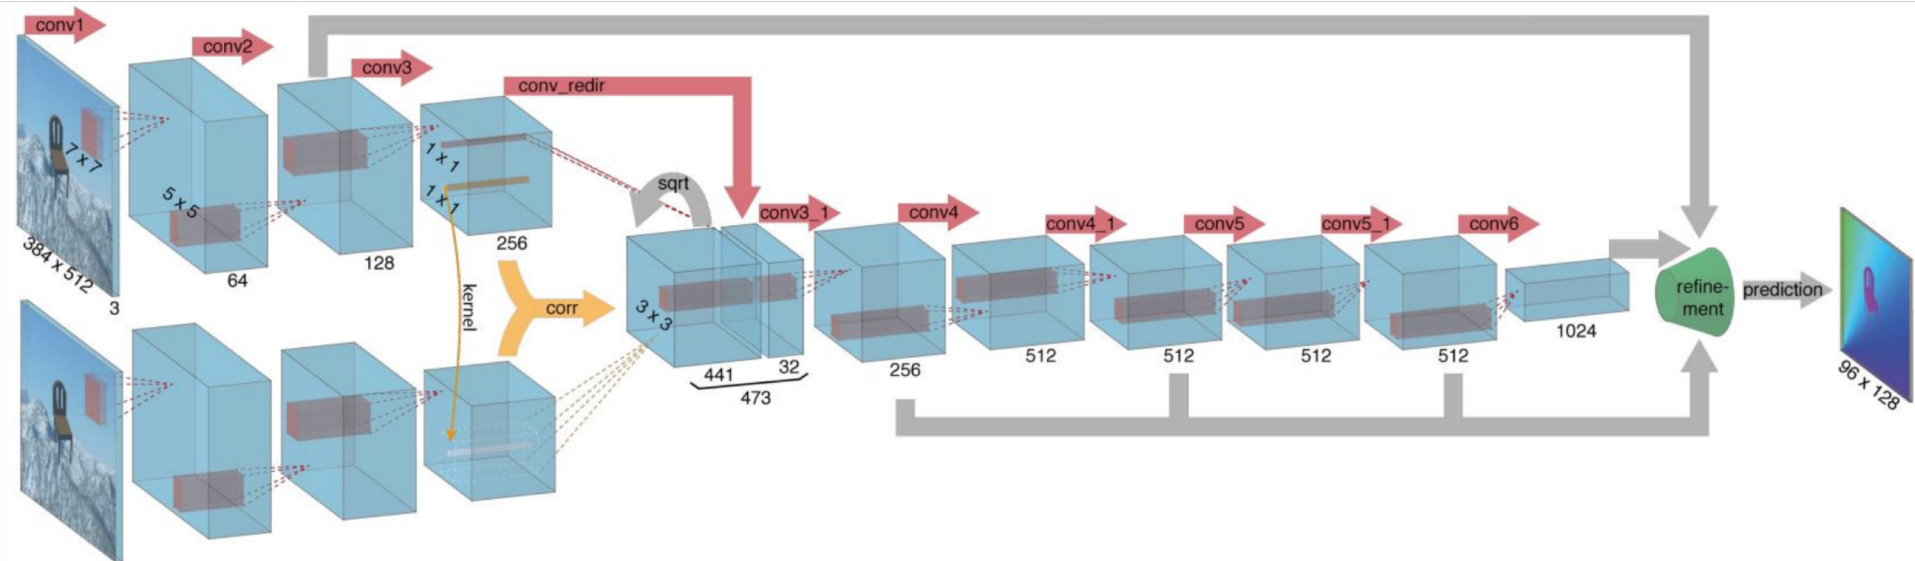 conv1
conv2
conv3
conv_redir
7 x 7
5 x 5
1 x 1
1 x 1
384 x 512
3
64
128
256
kernel
corr
sqrt
3 x 3
441
32
473
conv3_1
conv4
conv4_1
conv5
conv5_1
conv6
256
512
512
512
512
1024
refine-
ment
prediction
96 x 128